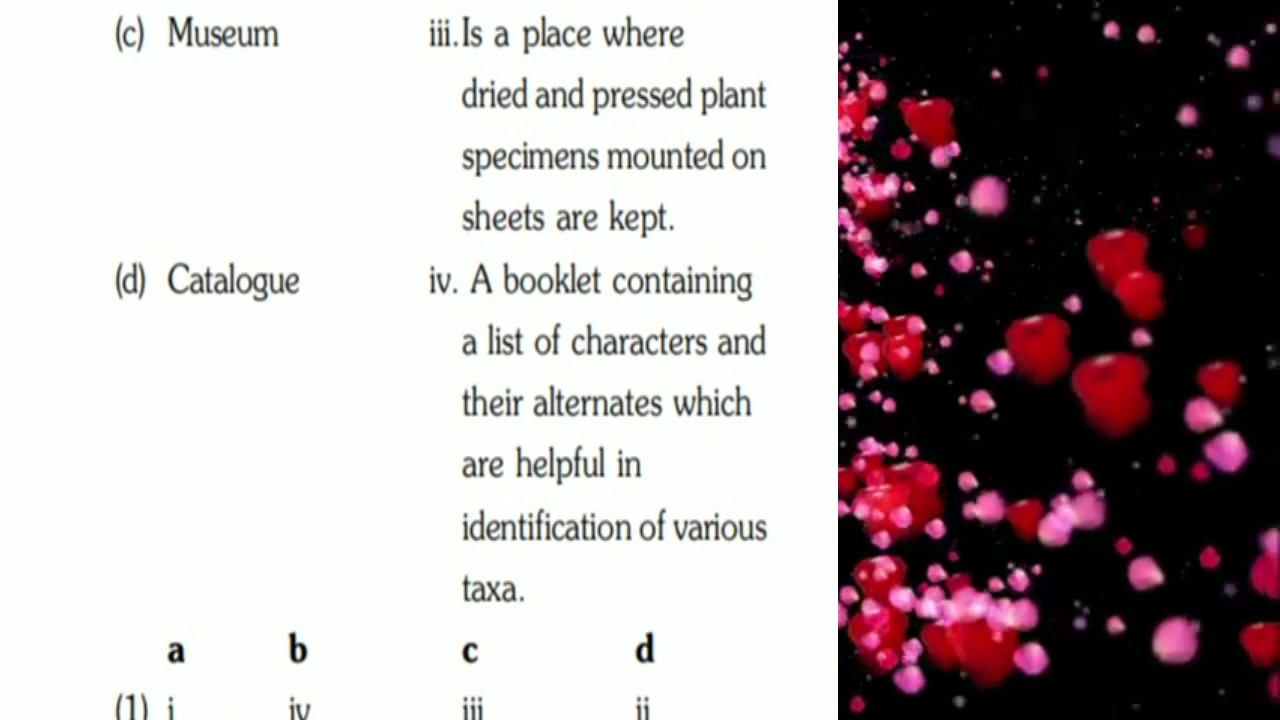 (c) Museum iii. Is a place where
dried and pressed plant
specimens mounted on
sheets are kept.
(d) Catalogue iv. A booklet containing
a list of characters and
their alternates which
are helpful in
identification of various
taxa.
a b c d
(1) i iv iii ii